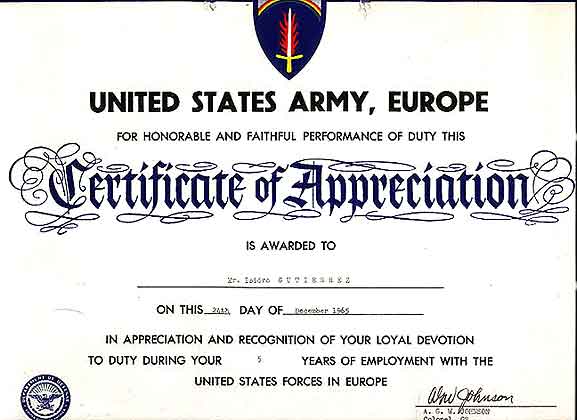 UNITED STATES ARMY, EUROPE
FOR HONORABLE AND FAITHFUL PERFORMANCE OF DUTY THIS
Certificate of Appreciation
IS AWARDED TO
Mr. Isidro GUTIERREZ
ON THIS 24th DAY OF December 1965
IN APPRECIATION AND RECOGNITION OF YOUR LOYAL DEVOTION
TO DUTY DURING YOUR 5 YEARS OF EMPLOYMENT WITH THE
UNITED STATES FORCES IN EUROPE
A. G. W. JOHNSON
Colonel